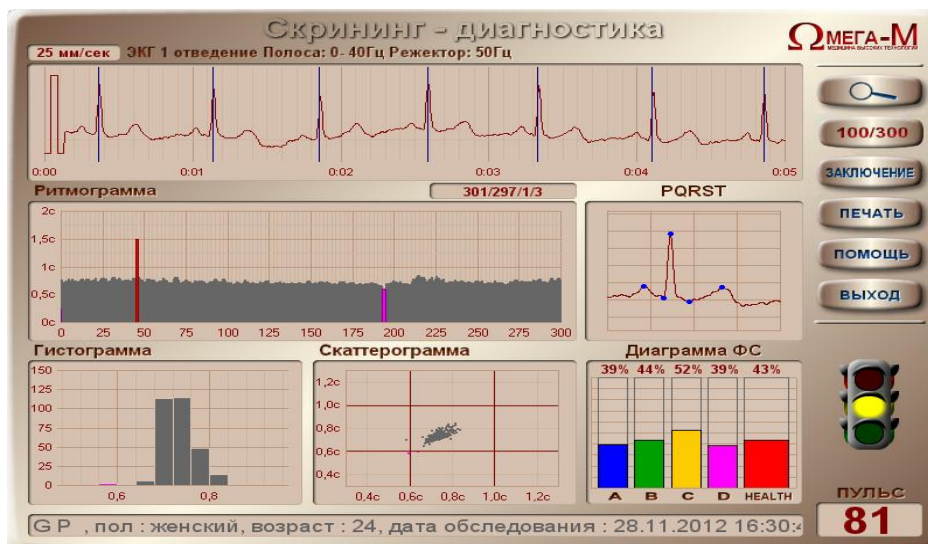 Скрининг - диагностика
ΩМЕГА-М
МЕДИЦИНА ВЫСОКИХ ТЕХНОЛОГИЙ
25 мм/сек ЭКГ 1 отведение Полоса: 0- 40Гц Режектор: 50Гц
0:00 0:01 0:02 0:03 0:04 0:05
100/300
ЗАКЛЮЧЕНИЕ
ПЕЧАТЬ
ПОМОЩЬ
ВЫХОД
Ритмограмма 301/297/1/3
2с
1,5с
1с
0,5с
0с
0 25 50 75 100 125 150 175 200 225 250 275 300
PQRST
Гистограмма
150
125
100
75
50
25
0
0,6 0,8
Скаттерограмма
1,2с
1,0с
0,8с
0,6с
0,4с
0,4с 0,6с 0,8с 1,0с 1,2с
Диаграмма ФС
39% 44% 52% 39% 43%
A B C D HEALTH
ПУЛЬС
81
G P , пол : женский, возраст : 24, дата обследования : 28.11.2012 16:30:4